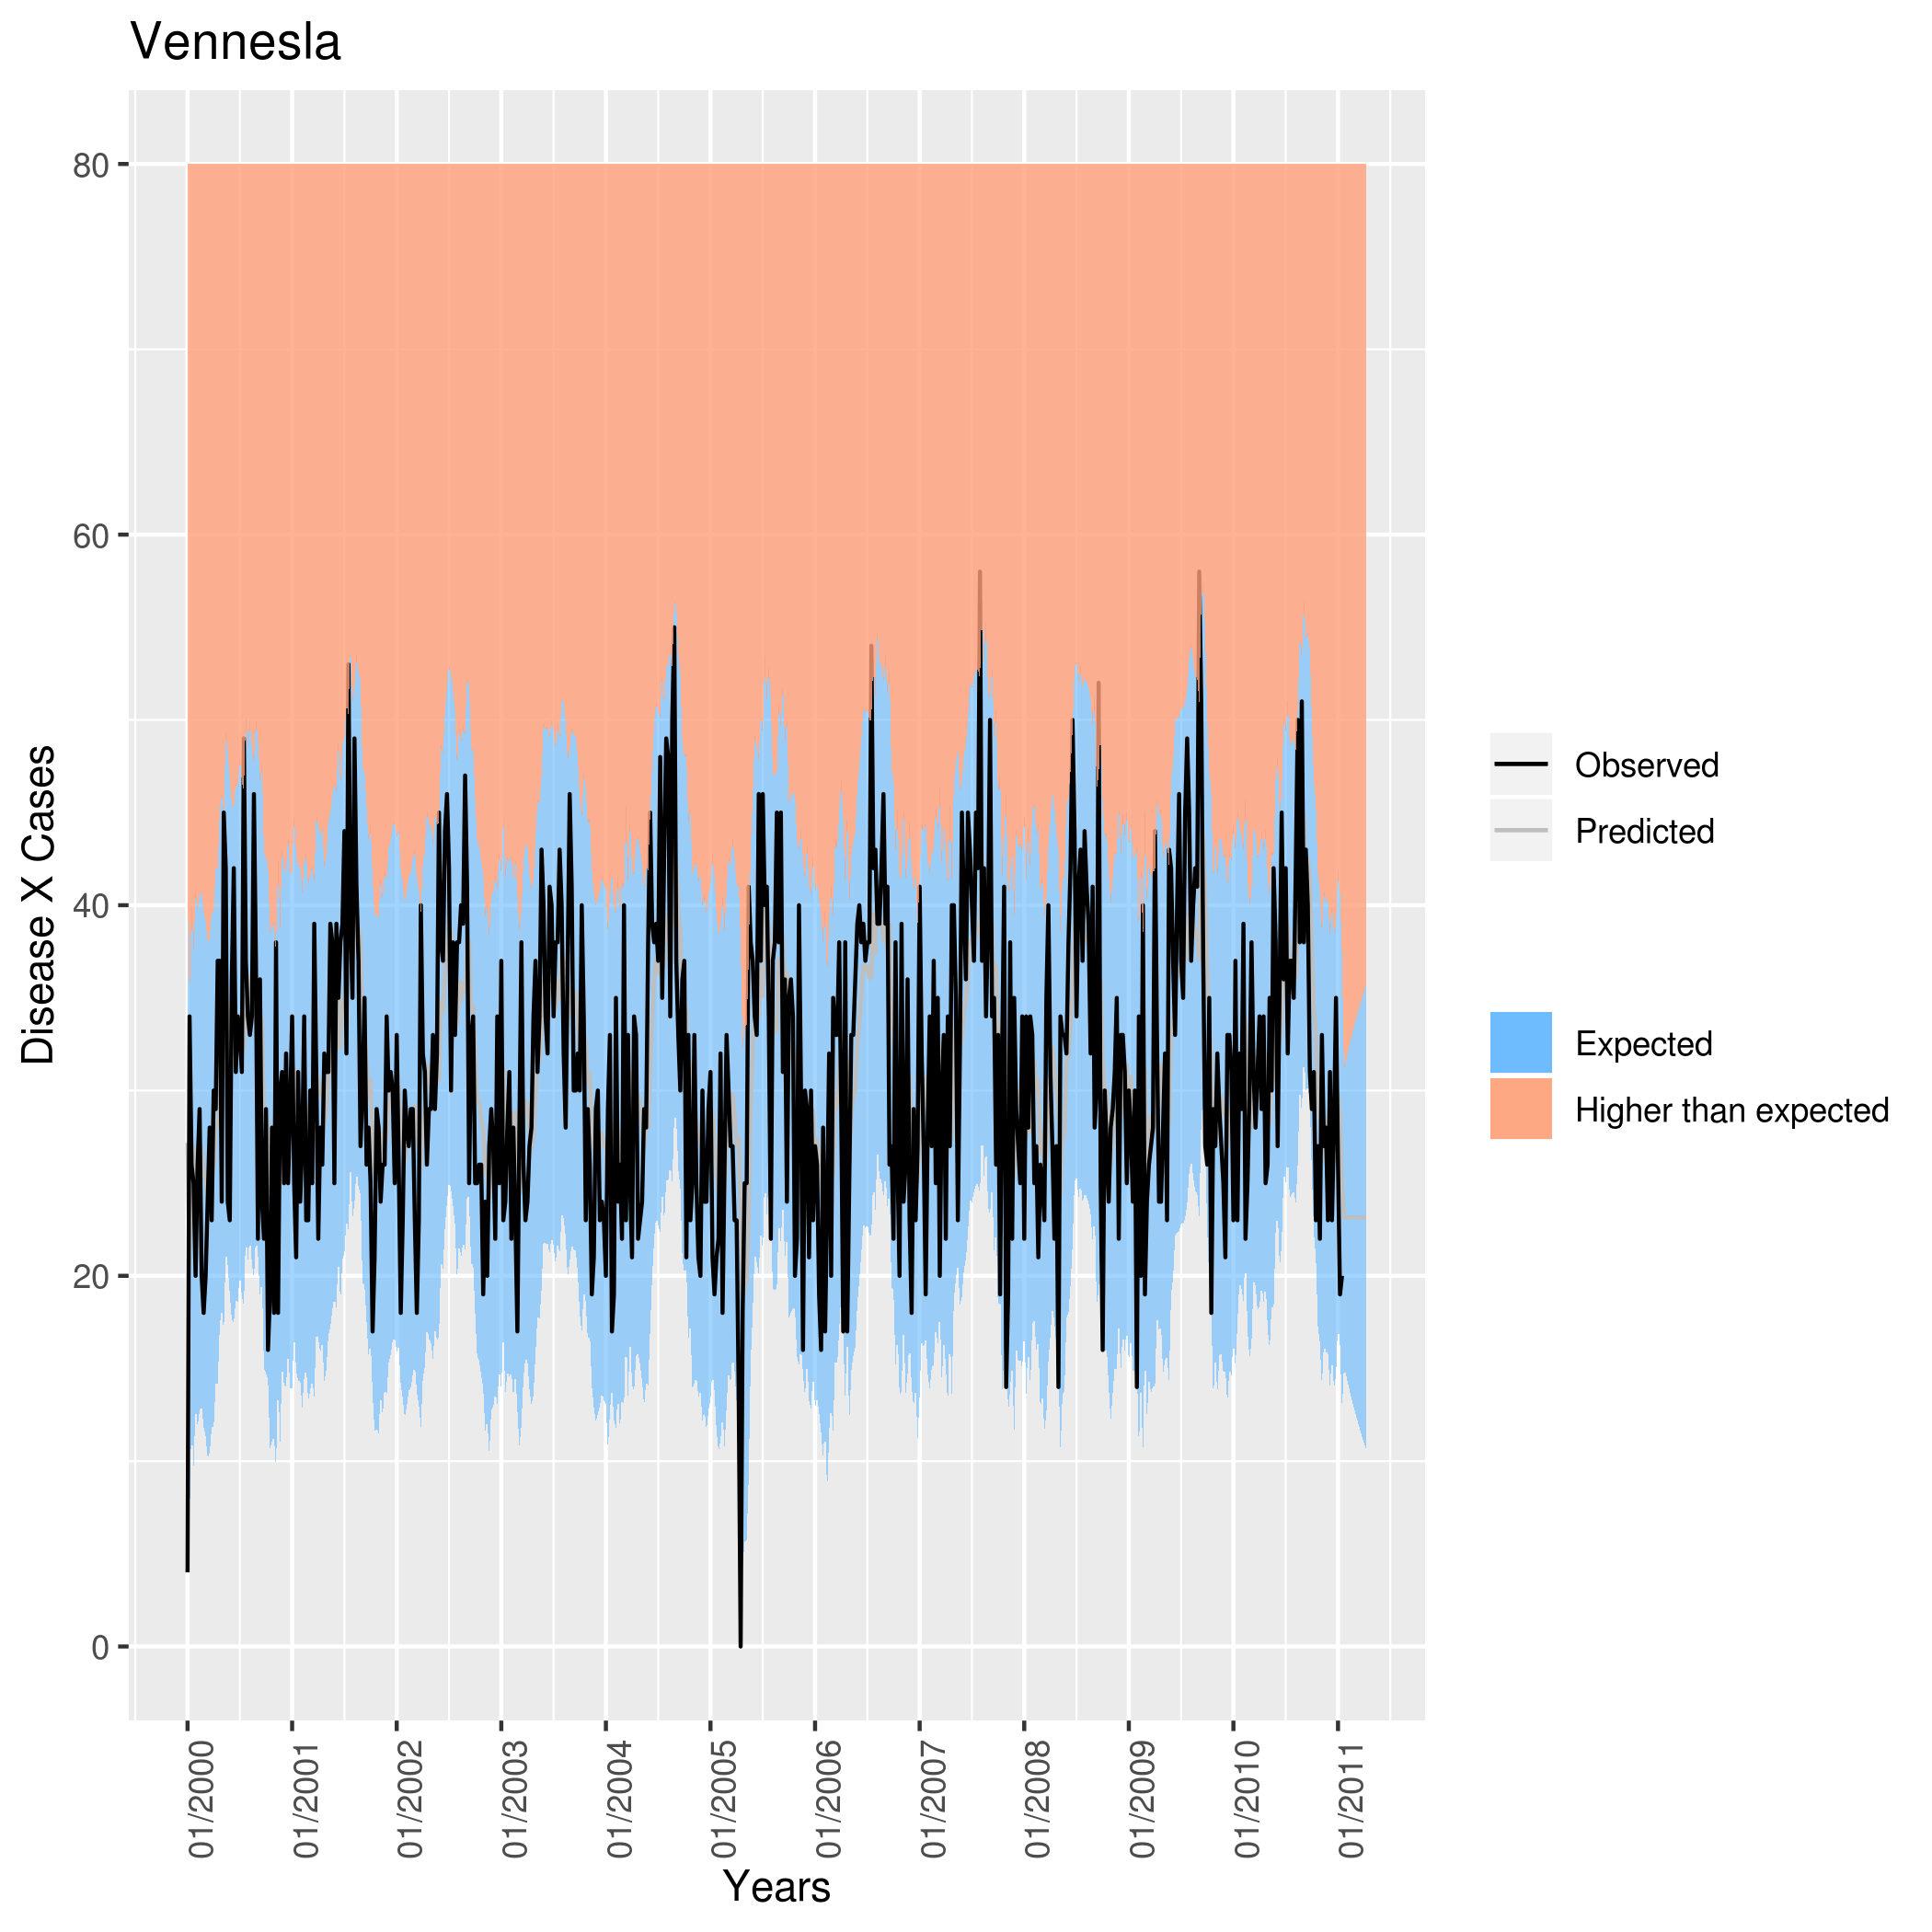 Vennesla
80
60
40
20
0
Disease X Cases
01/2000
01/2001
01/2002
01/2003
01/2004
01/2005
01/2006
01/2007
01/2008
01/2009
01/2010
01/2011
Years
Observed
Predicted
Expected
Higher than expected